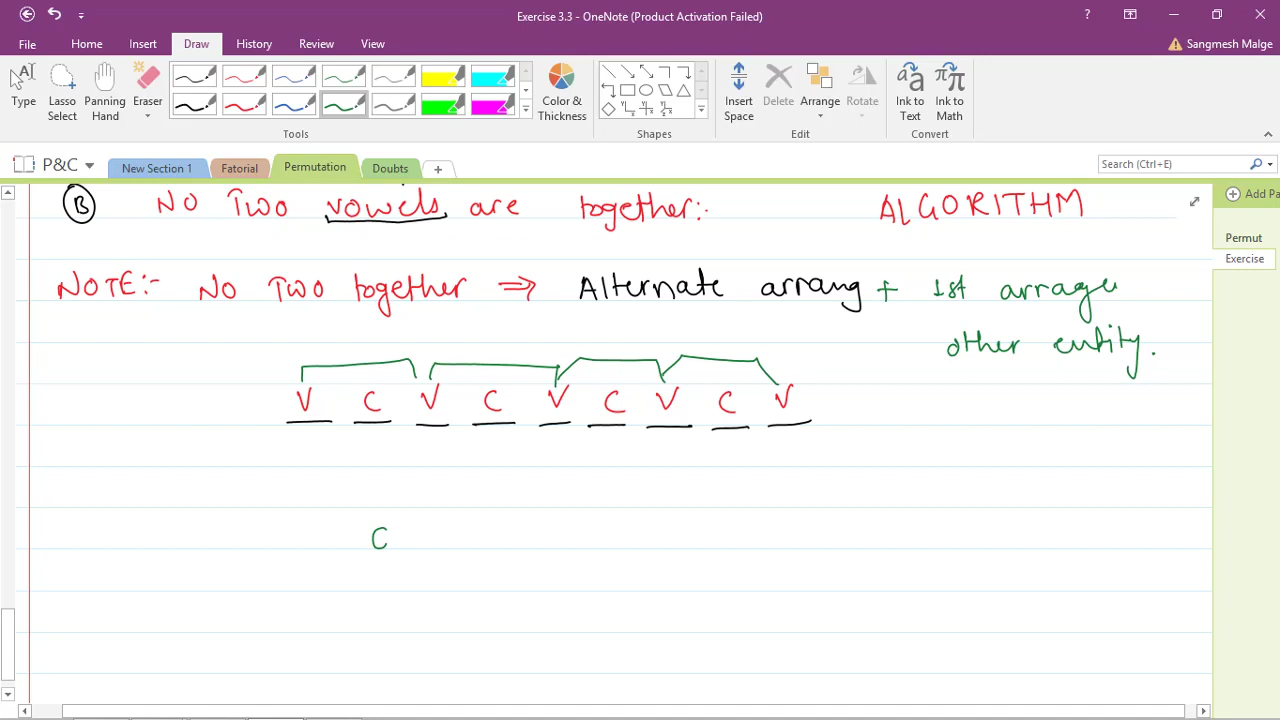 Exercise 3.3 - OneNote (Product Activation Failed)
?
File Home Insert Draw History Review View
Sangmesh Malge
Type
Lasso Select
Panning Hand
Eraser
Color & Thickness
Insert Space
Delete
Arrange
Rotate
Ink to Text
Ink to Math
Tools Shapes Edit Convert
P&C New Section 1 Fatorial Permutation Doubts +
Search (Ctrl+E)
Add Pa
Permut
Exercise
B NO TWO vowels are together:- ALGORITHM
NOTE:- NO TWO together ⇒ Alternate arrang + 1st arrage
other entity.
V C V C V C V C V
C